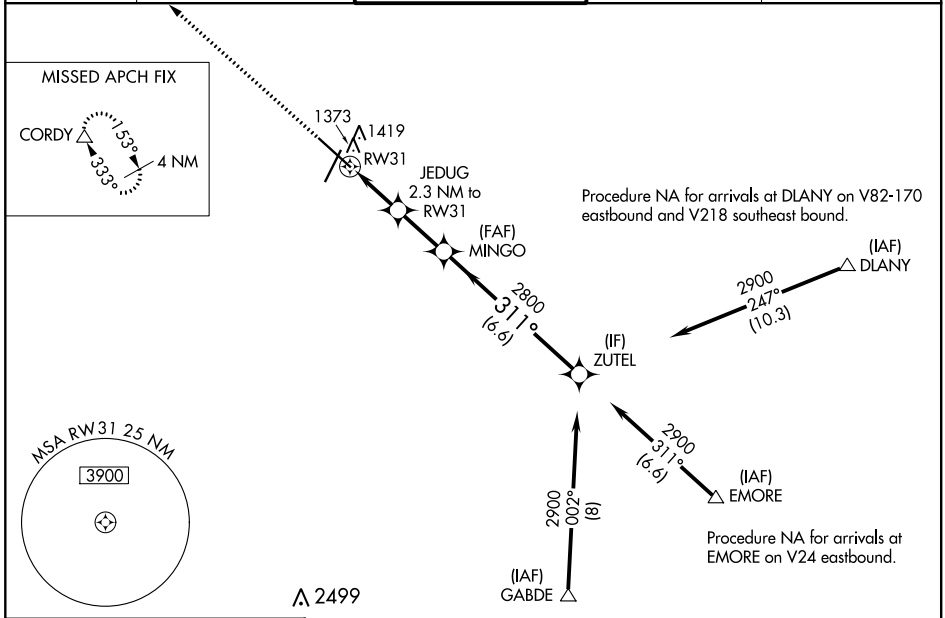 MISSED APCH FIX
CORDY
153°
333°
4 NM
1373
1419
RW31
JEDUG
2.3 NM to
RW31
(FAF)
MINGO
Procedure NA for arrivals at DLANY on V82-170
eastbound and V218 southeast bound.
(IAF)
DLANY
2900
247°
(10.3)
2800
311°
(6.6)
(IF)
ZUTEL
2900
311°
(6.6)
(IAF)
EMORE
Procedure NA for arrivals at
EMORE on V24 eastbound.
2900
002°
(8)
(IAF)
GABDE
MSA RW31 25 NM
3900
2499